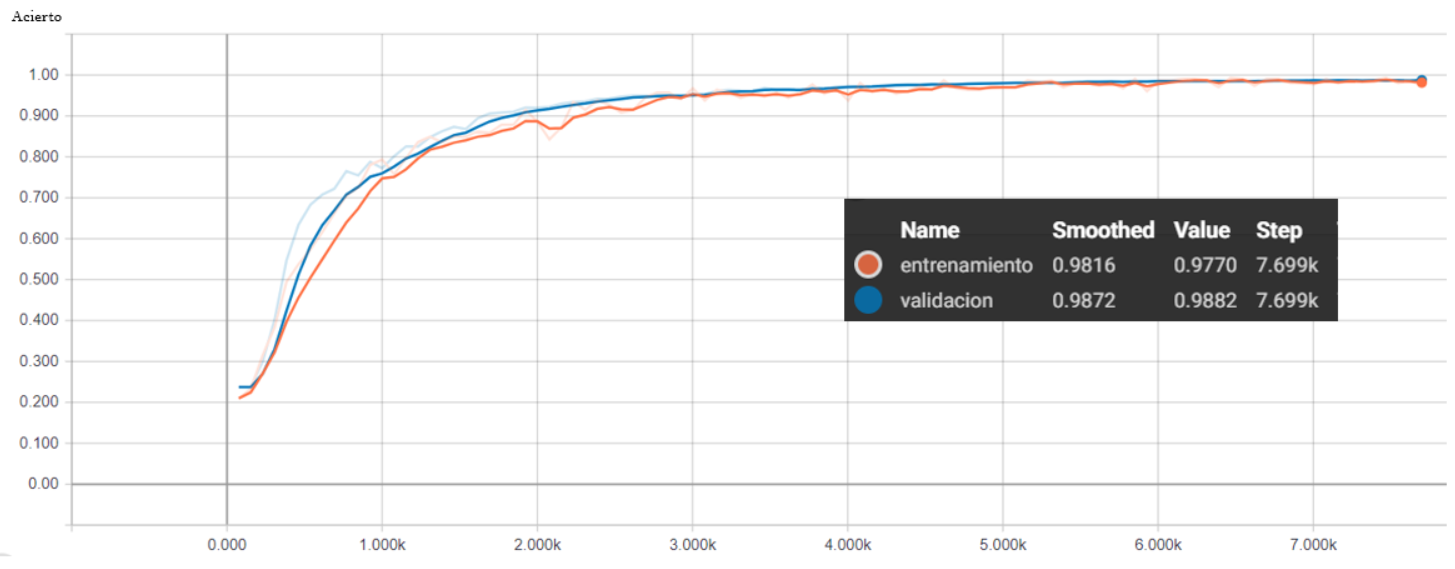 Acierto
1.00
0.900
0.800
0.700
0.600
0.500
0.400
0.300
0.200
0.100
0.00
Name Smoothed Value Step
entrenamiento 0.9816 0.9770 7.699k
validacion 0.9872 0.9882 7.699k
0.000 1.000k 2.000k 3.000k 4.000k 5.000k 6.000k 7.000k